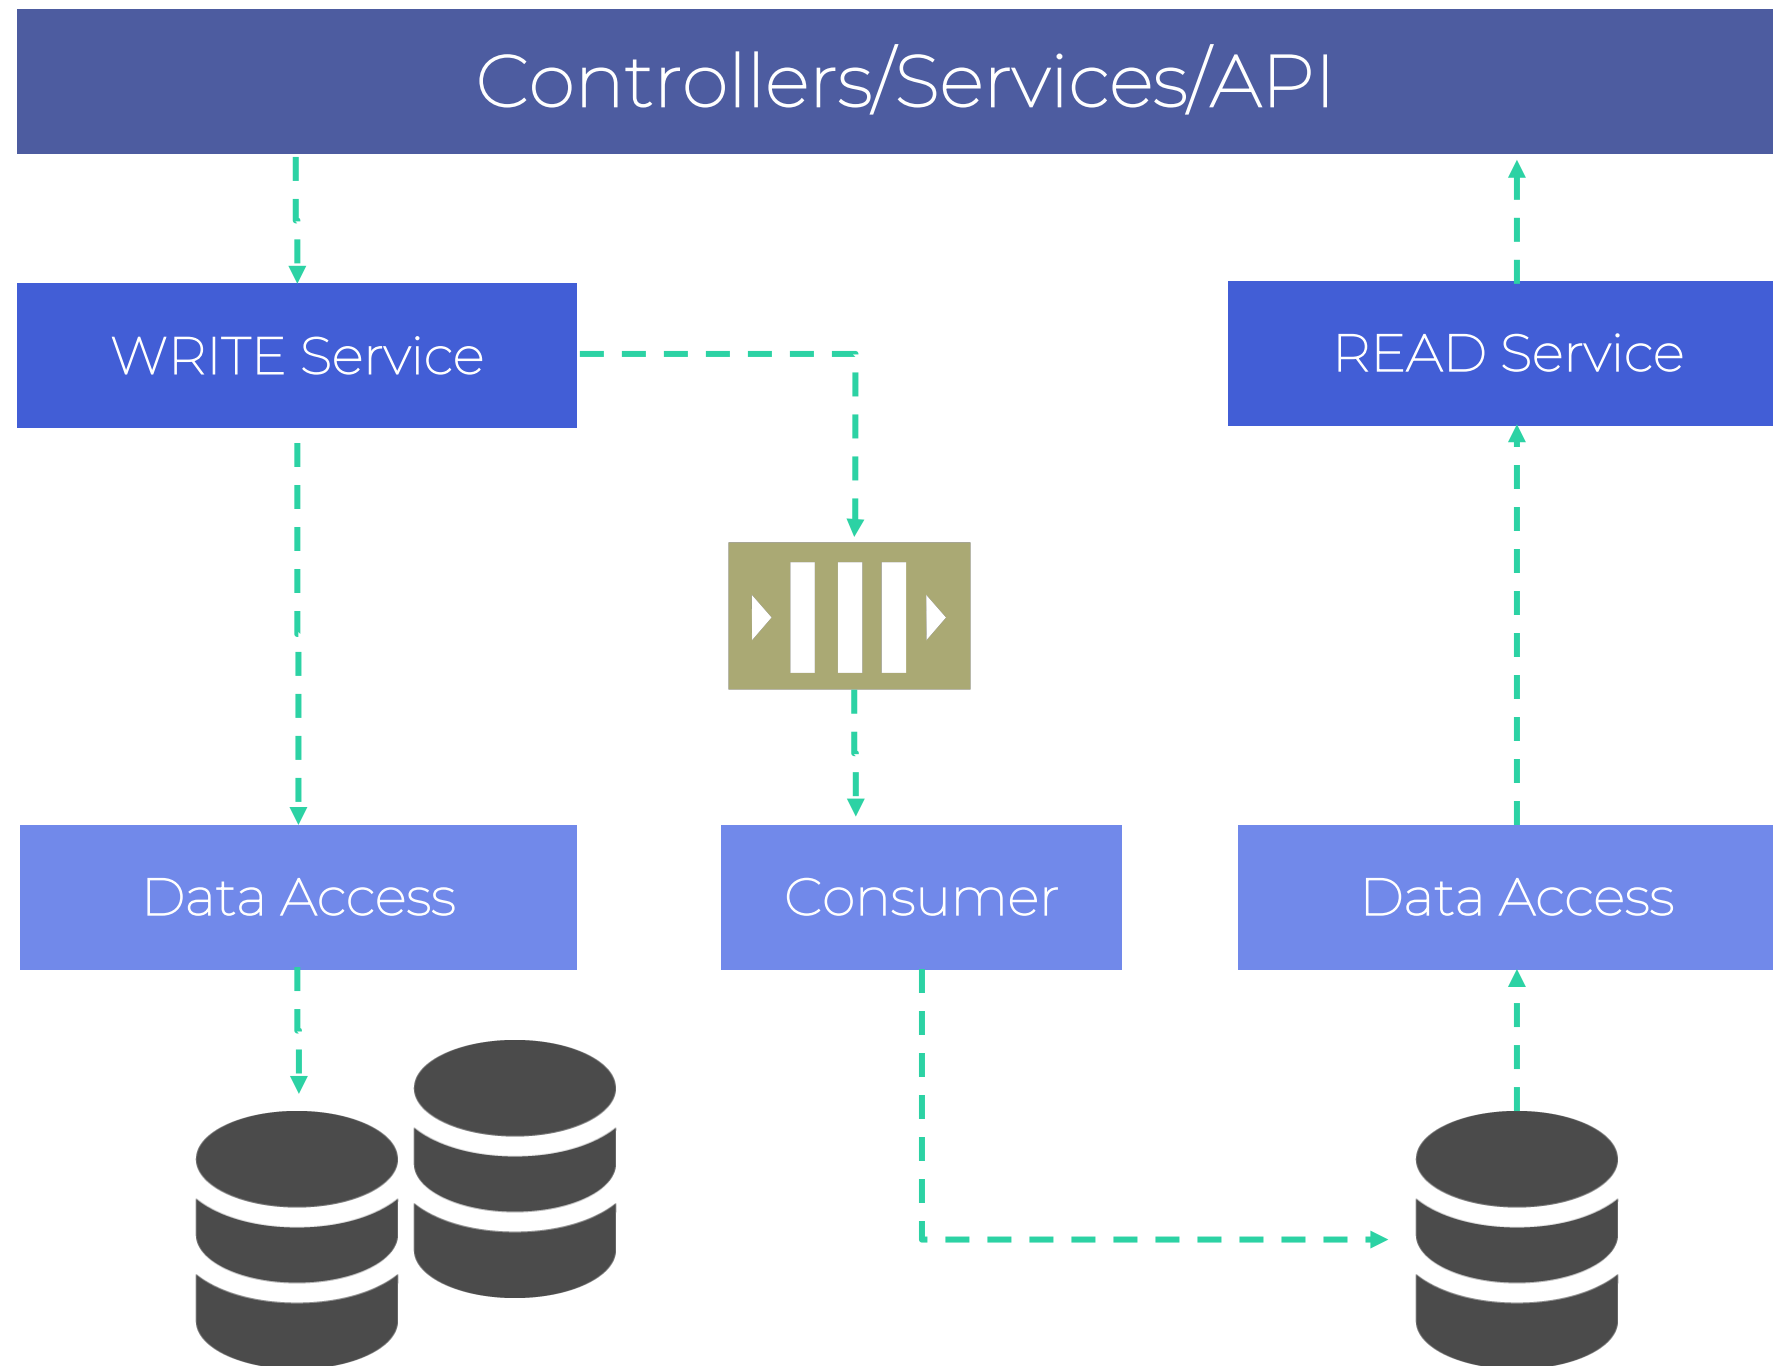 Controllers/Services/API
WRITE Service
READ Service
Data Access
Consumer
Data Access